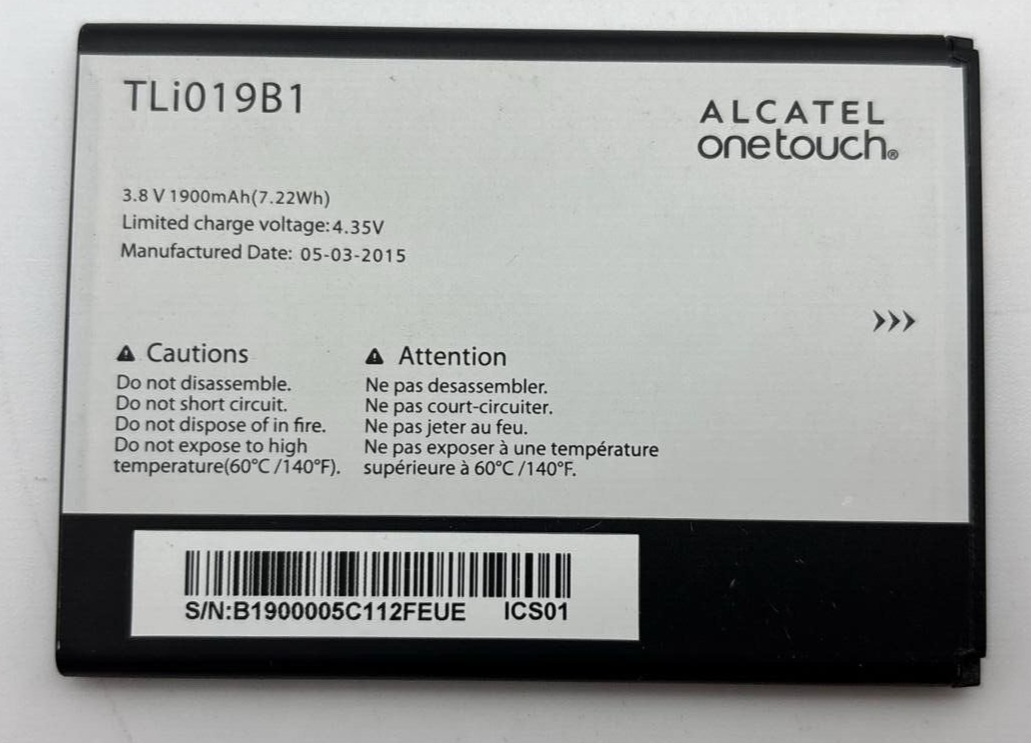 TLi019B1
ALCATEL
onetouch®
3.8 V 1900mAh(7.22Wh)
Limited charge voltage:4.35V
Manufactured Date: 05-03-2015
Cautions
Do not disassemble.
Do not short circuit.
Do not dispose of in fire.
Do not expose to high
temperature(60°C /140°F).
Attention
Ne pas desassembler.
Ne pas court-circuiter.
Ne pas jeter au feu.
Ne pas exposer à une température
supérieure à 60°C /140°F.
S/N:B1900005C112FEUE ICS01